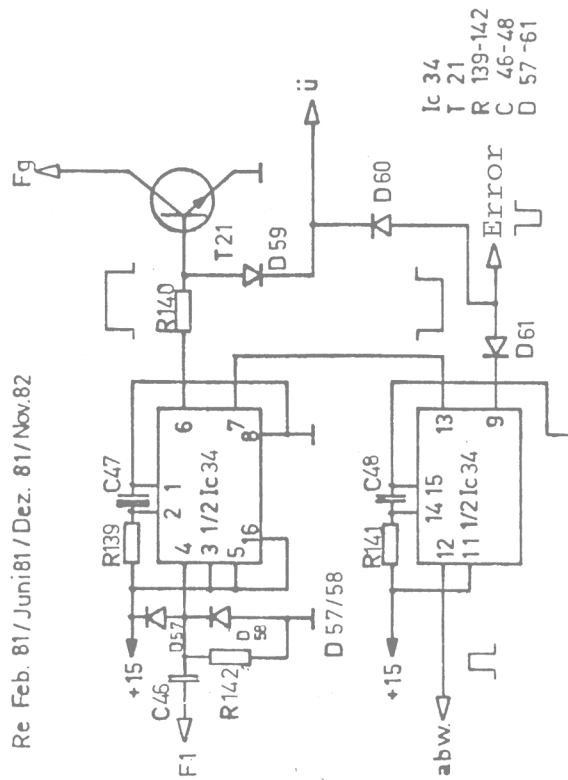 Re Feb. 81/Juni81/Dez. 81/Nov.82
Fg
+15
R139
C47
2 1
4
3 1/2 Ic34
5
16
8
7
6
R140
T21
D59
ü
D57
D58
C46
R142
F1
D57/58
D60
+15
R141
C48
14 15
12
11
1/2 Ic34
13
9
D61
Error
abw.
Ic 34
T 21
R 139-142
C 46-48
D 57-61